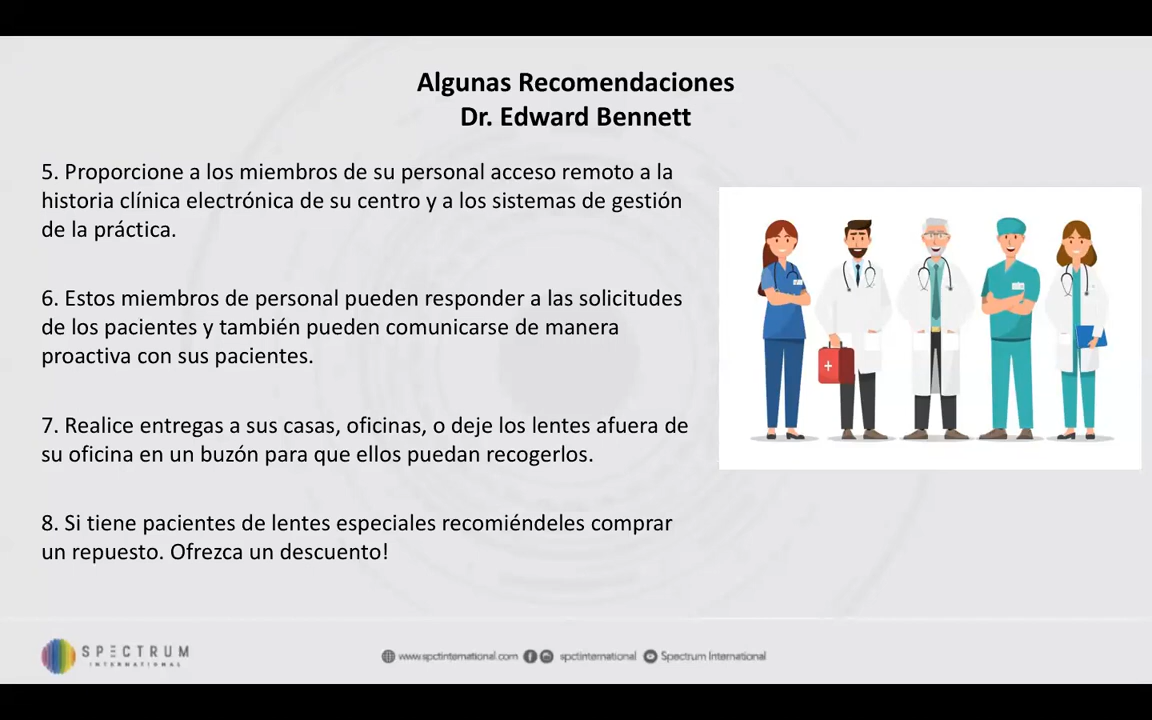 Algunas Recomendaciones
Dr. Edward Bennett
5. Proporcione a los miembros de su personal acceso remoto a la
historia clínica electrónica de su centro y a los sistemas de gestión
de la práctica.
6. Estos miembros de personal pueden responder a las solicitudes
de los pacientes y también pueden comunicarse de manera
proactiva con sus pacientes.
7. Realice entregas a sus casas, oficinas, o deje los lentes afuera de
su oficina en un buzón para que ellos puedan recogerlos.
8. Si tiene pacientes de lentes especiales recomiéndeles comprar
un repuesto. Ofrezca un descuento!
SPECTRUM
INTERNATIONAL
www.spctinternational.com spctinternational Spectrum International